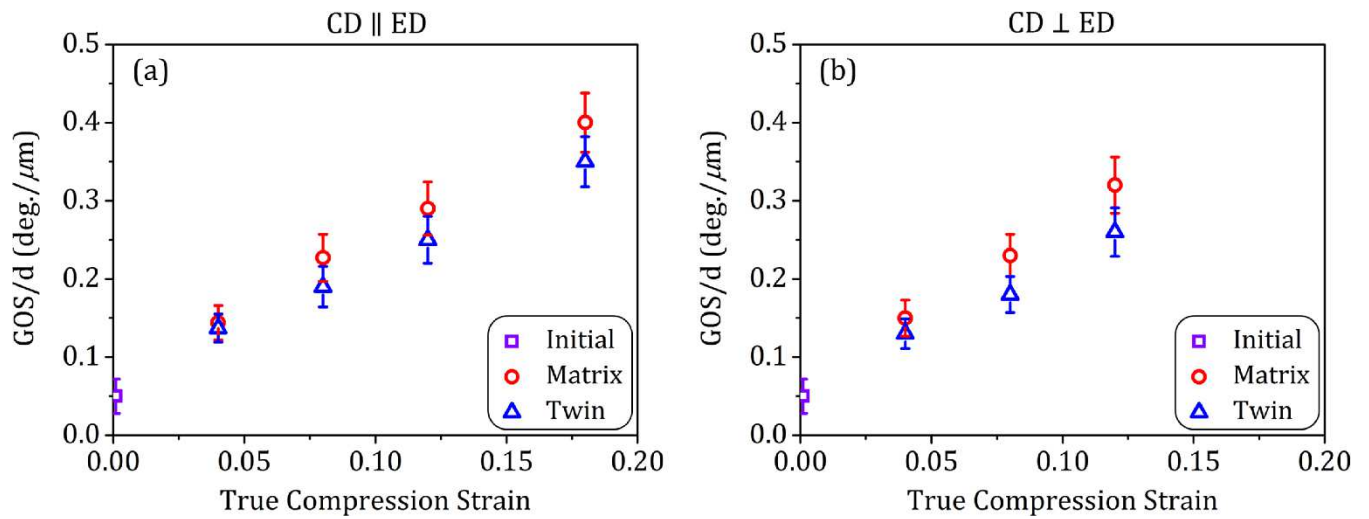 CD ∥ ED
(a)
GOS/d (deg./μm)
0.5
0.4
0.3
0.2
0.1
0.0
Initial
Matrix
Twin
0.00 0.05 0.10 0.15 0.20
True Compression Strain
CD ⊥ ED
(b)
GOS/d (deg./μm)
0.5
0.4
0.3
0.2
0.1
0.0
Initial
Matrix
Twin
0.00 0.05 0.10 0.15 0.20
True Compression Strain